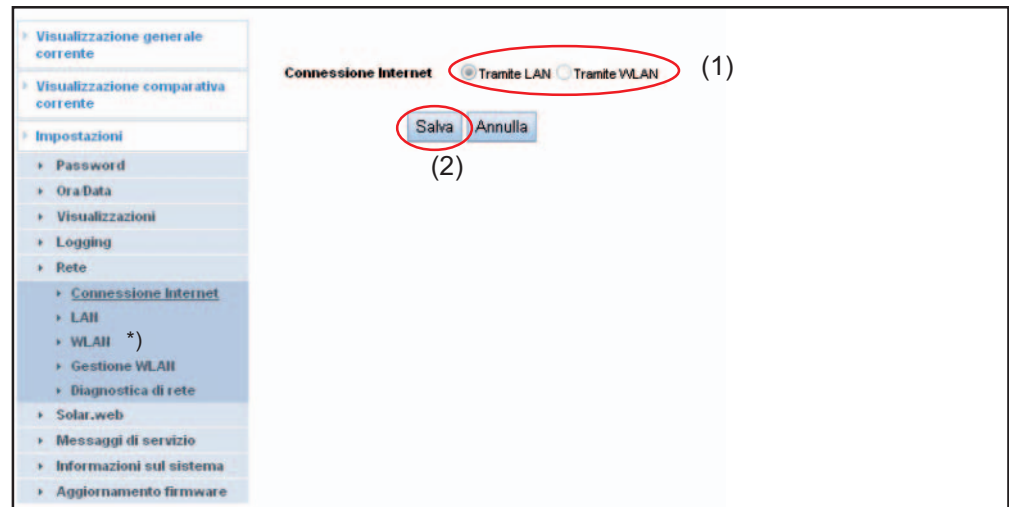 Visualizzazione generale
corrente
Visualizzazione comparativa
corrente
Impostazioni
Password
Ora/Data
Visualizzazioni
Logging
Rete
Connessione Internet
LAN
WLAN *)
Gestione WLAN
Diagnostica di rete
Solar.web
Messaggi di servizio
Informazioni sul sistema
Aggiornamento firmware
Connessione Internet Tramite LAN Tramite WLAN (1)
Salva Annulla
(2)